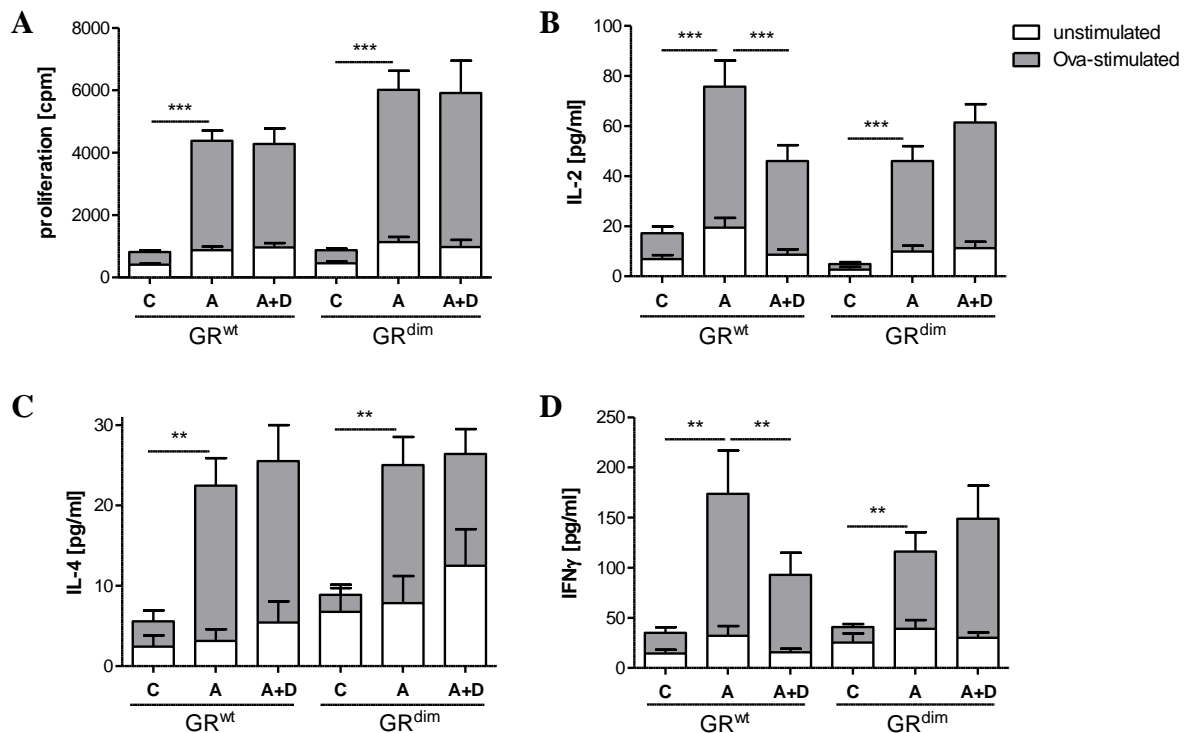 A
proliferation [cpm]
8000
6000
4000
2000
0
***
***
C A A+D C A A+D
GRwt GRdim
B
IL-2 [pg/ml]
100
80
60
40
20
0
*** ***
***
C A A+D C A A+D
GRwt GRdim
unstimulated
Ova-stimulated
C
IL-4 [pg/ml]
30
20
10
0
**
**
C A A+D C A A+D
GRwt GRdim
D
IFNγ [pg/ml]
250
200
150
100
50
0
** **
**
C A A+D C A A+D
GRwt GRdim